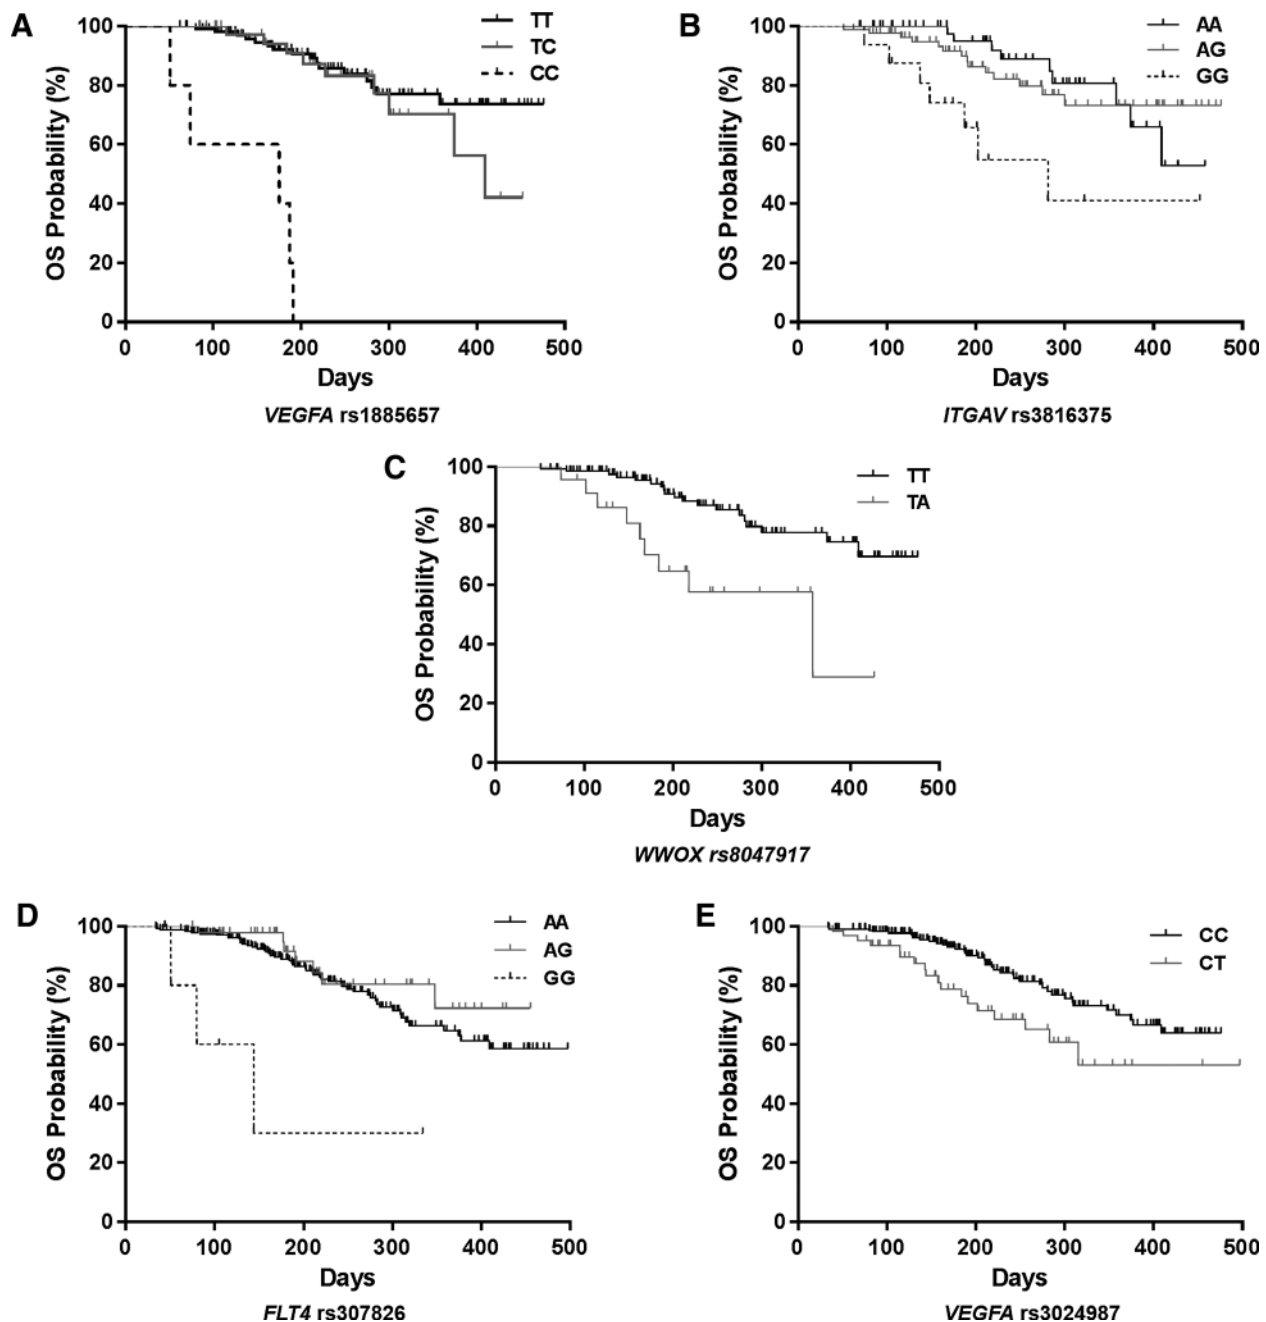 A
OS Probability (%)
100
80
60
40
20
0
0 100 200 300 400 500
Days
TT
TC
CC
VEGFA rs1885657
B
OS Probability (%)
100
80
60
40
20
0
0 100 200 300 400 500
Days
AA
AG
GG
ITGAV rs3816375
C
OS Probability (%)
100
80
60
40
20
0
0 100 200 300 400 500
Days
TT
TA
WWOX rs8047917
D
OS Probability (%)
100
80
60
40
20
0
0 100 200 300 400 500
Days
AA
AG
GG
FLT4 rs307826
E
OS Probability (%)
100
80
60
40
20
0
0 100 200 300 400 500
Days
CC
CT
VEGFA rs3024987